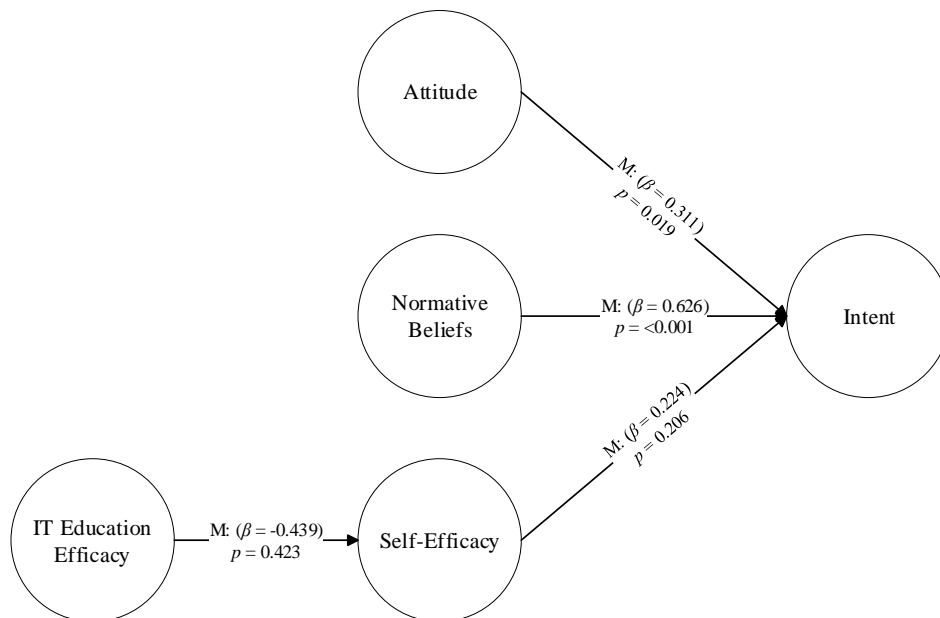 Attitude
M: (β = 0.311)
p = 0.019
Normative
Beliefs
M: (β = 0.626)
p = <0.001
Intent
M: (β = 0.224)
p = 0.206
IT Education
Efficacy
M: (β = -0.439)
p = 0.423
Self-Efficacy